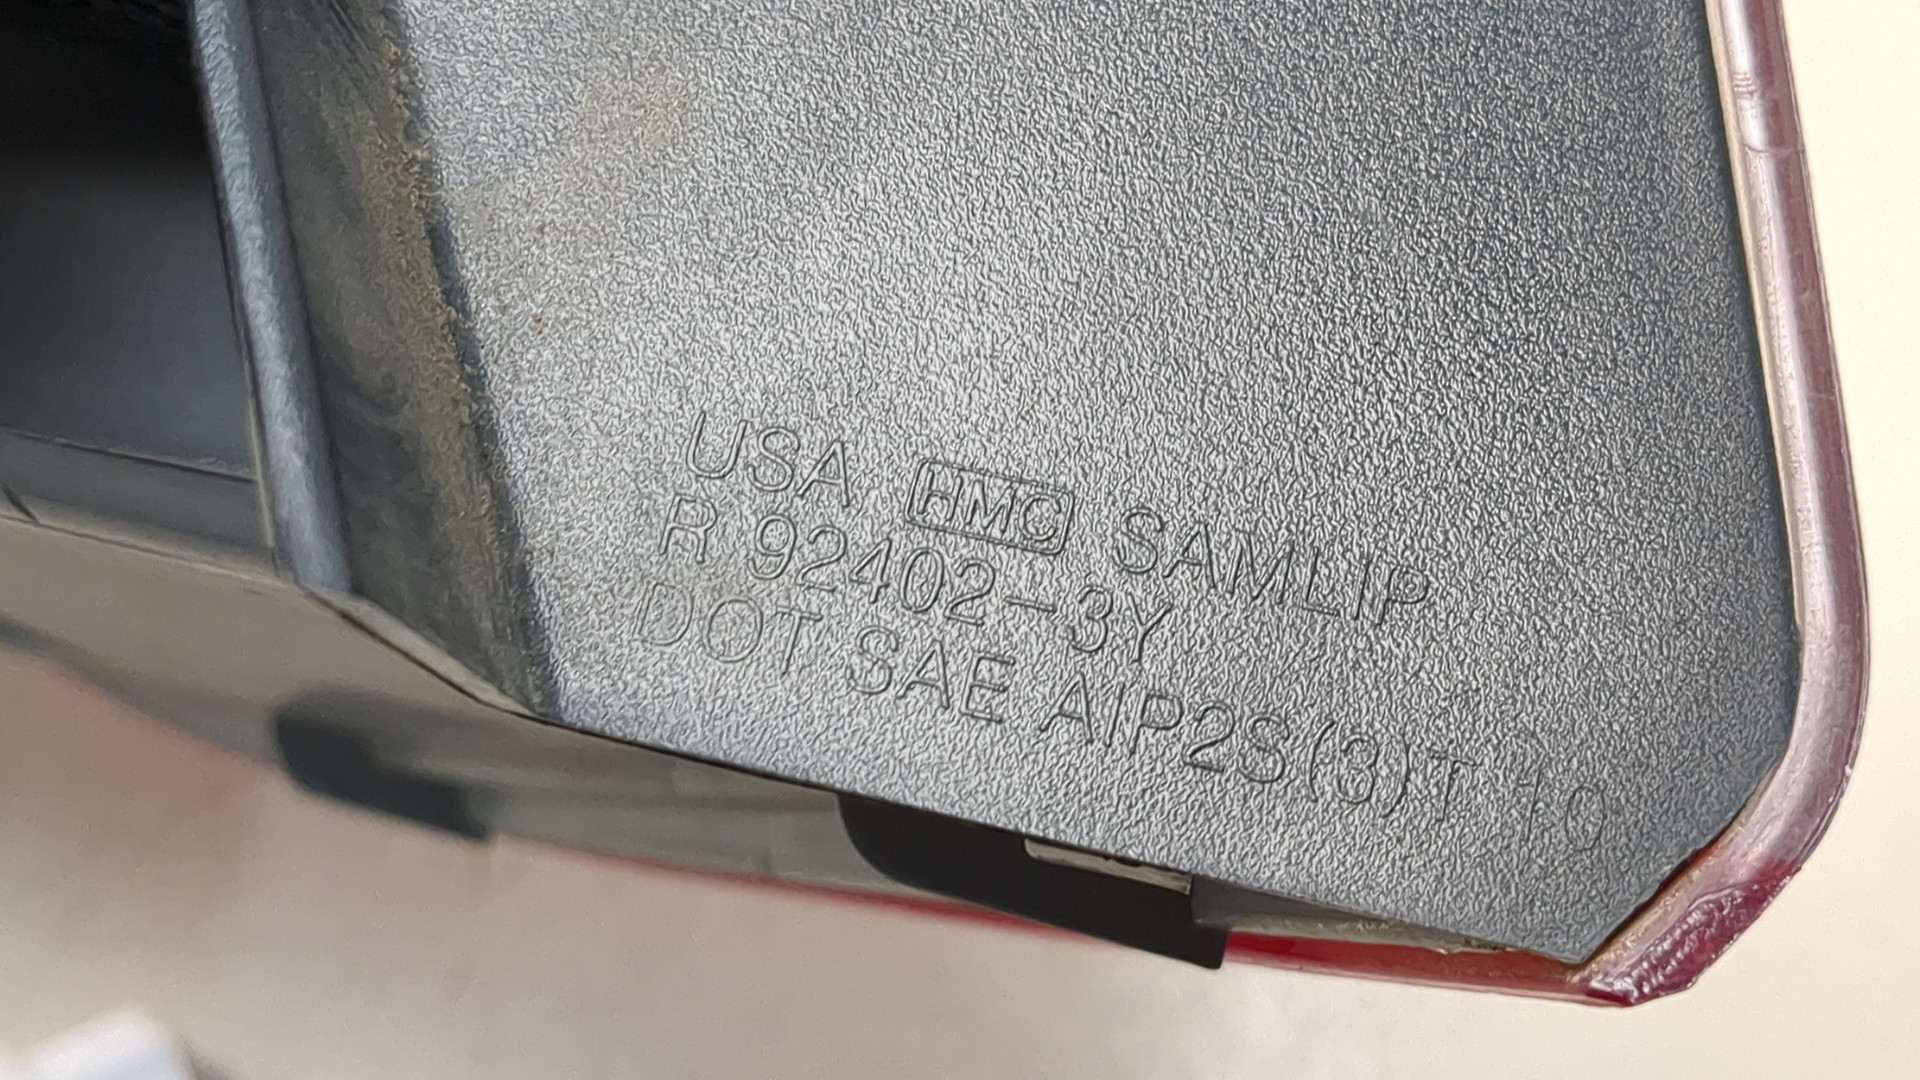 USA HMC SAMLIP
R 92402-3Y
DOT SAE AIP2S(3)T 10